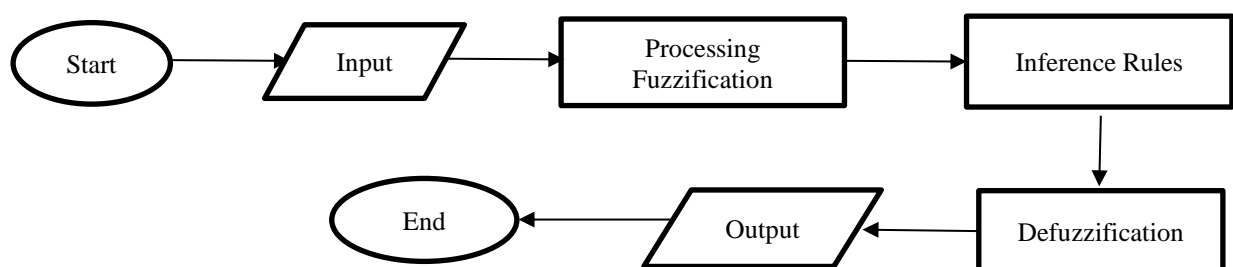 Start
Input
Processing
Fuzzification
Inference Rules
Defuzzification
Output
End